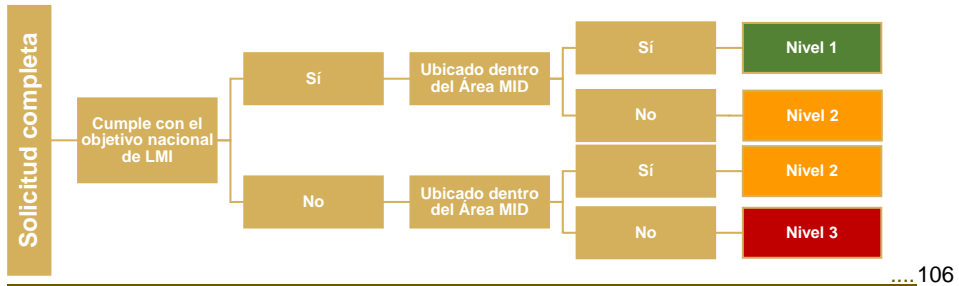 Solicitud completa
Cumple con el
objetivo nacional
de LMI
Sí
Ubicado dentro
del Área MID
Sí
Nivel 1
No
Nivel 2
No
Ubicado dentro
del Área MID
Sí
Nivel 2
No
Nivel 3
....106